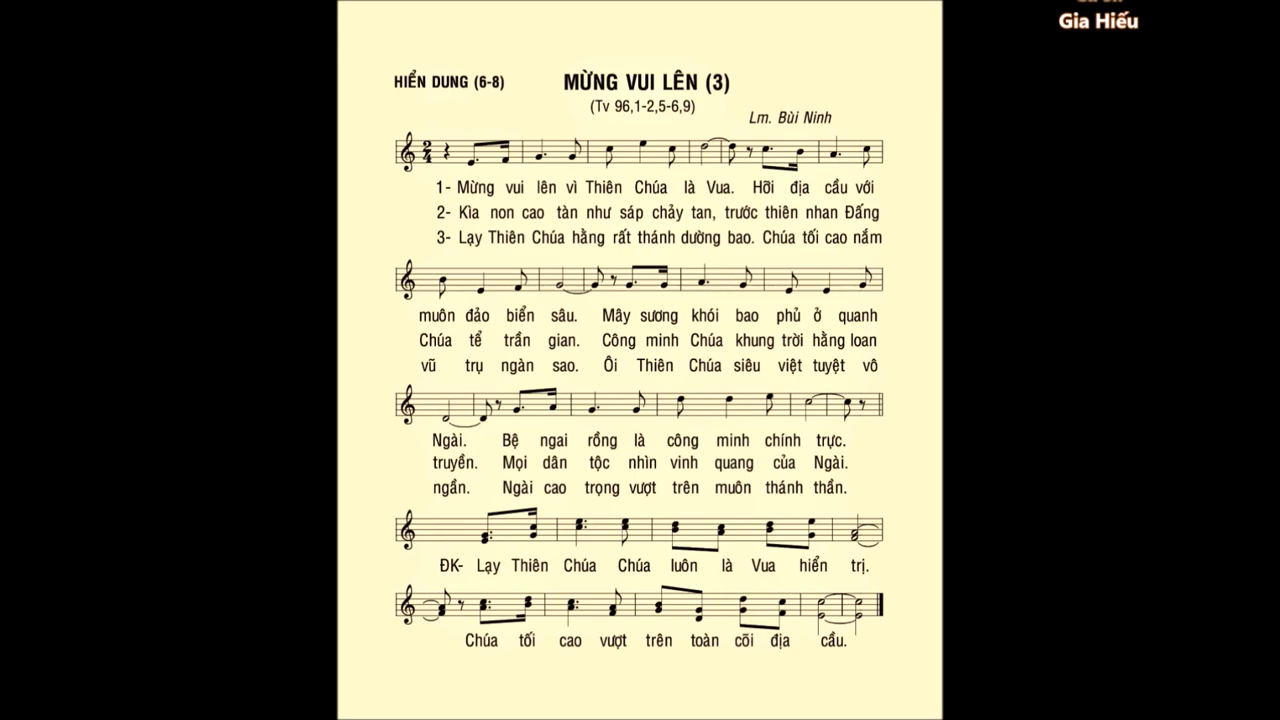 Gia Hiếu
HIỂN DUNG (6-8)
MỪNG VUI LÊN (3)
(Tv 96,1-2,5-6,9)
Lm. Bùi Ninh
2
4
1- Mừng vui lên vì Thiên Chúa là Vua. Hỡi địa cầu với
2- Kìa non cao tàn như sáp chảy tan, trước thiên nhan Đấng
3- Lạy Thiên Chúa hằng rất thánh dường bao. Chúa tối cao nắm
muôn đảo biển sâu. Mây sương khói bao phủ ở quanh
Chúa tể trần gian. Công minh Chúa khung trời hằng loan
vũ trụ ngàn sao. Ôi Thiên Chúa siêu việt tuyệt vô
Ngài. Bệ ngai rồng là công minh chính trực.
truyền. Mọi dân tộc nhìn vinh quang của Ngài.
ngần. Ngài cao trọng vượt trên muôn thánh thần.
ĐK- Lạy Thiên Chúa Chúa luôn là Vua hiển trị.
Chúa tối cao vượt trên toàn cõi địa cầu.